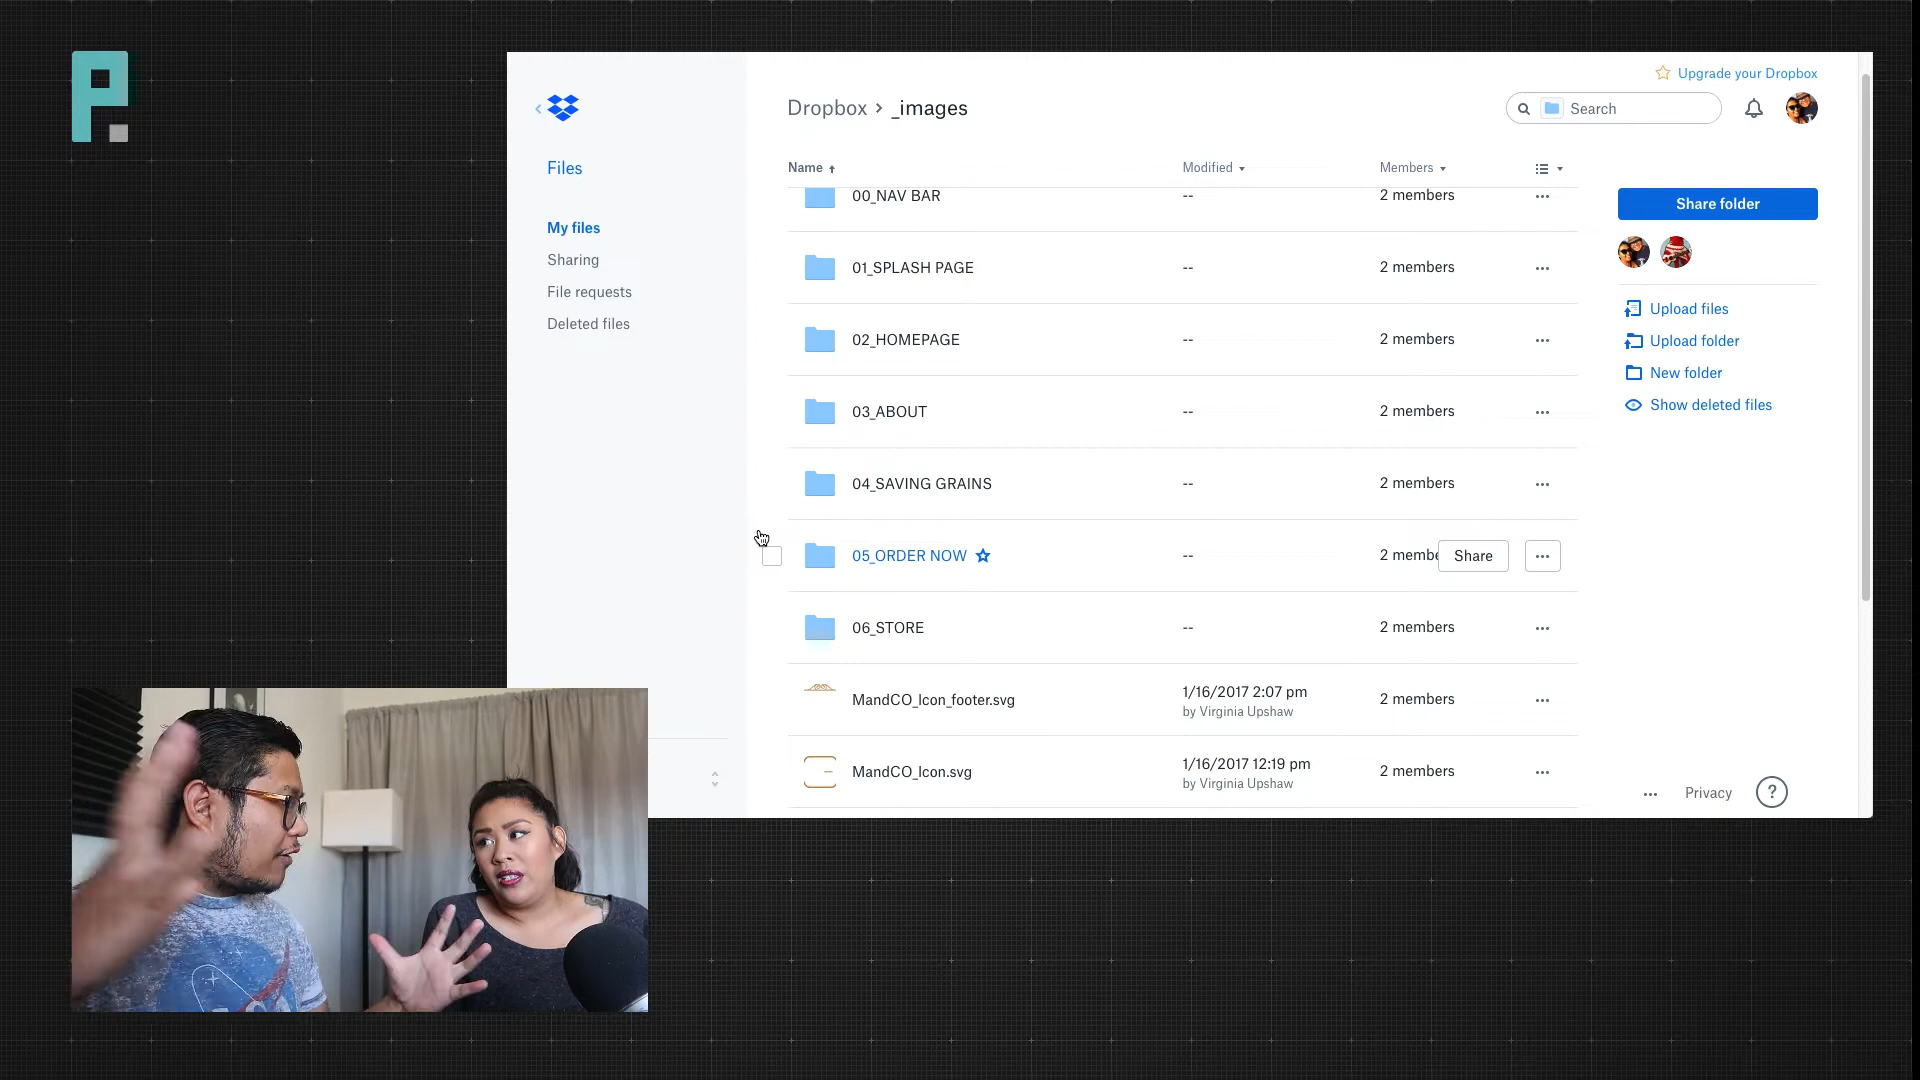 P.
Upgrade your Dropbox
Dropbox > _images
Search
Files
Name
Modified
Members
00_NAV BAR -- 2 members
Share folder
My files
Sharing
01_SPLASH PAGE -- 2 members
File requests
Upload files
Deleted files
02_HOMEPAGE -- 2 members
Upload folder
New folder
03_ABOUT -- 2 members
Show deleted files
04_SAVING GRAINS -- 2 members
05_ORDER NOW -- 2 membe Share
06_STORE -- 2 members
MandCO_Icon_footer.svg 1/16/2017 2:07 pm 2 members
by Virginia Upshaw
MandCO_Icon.svg 1/16/2017 12:19 pm 2 members
by Virginia Upshaw
Privacy ?